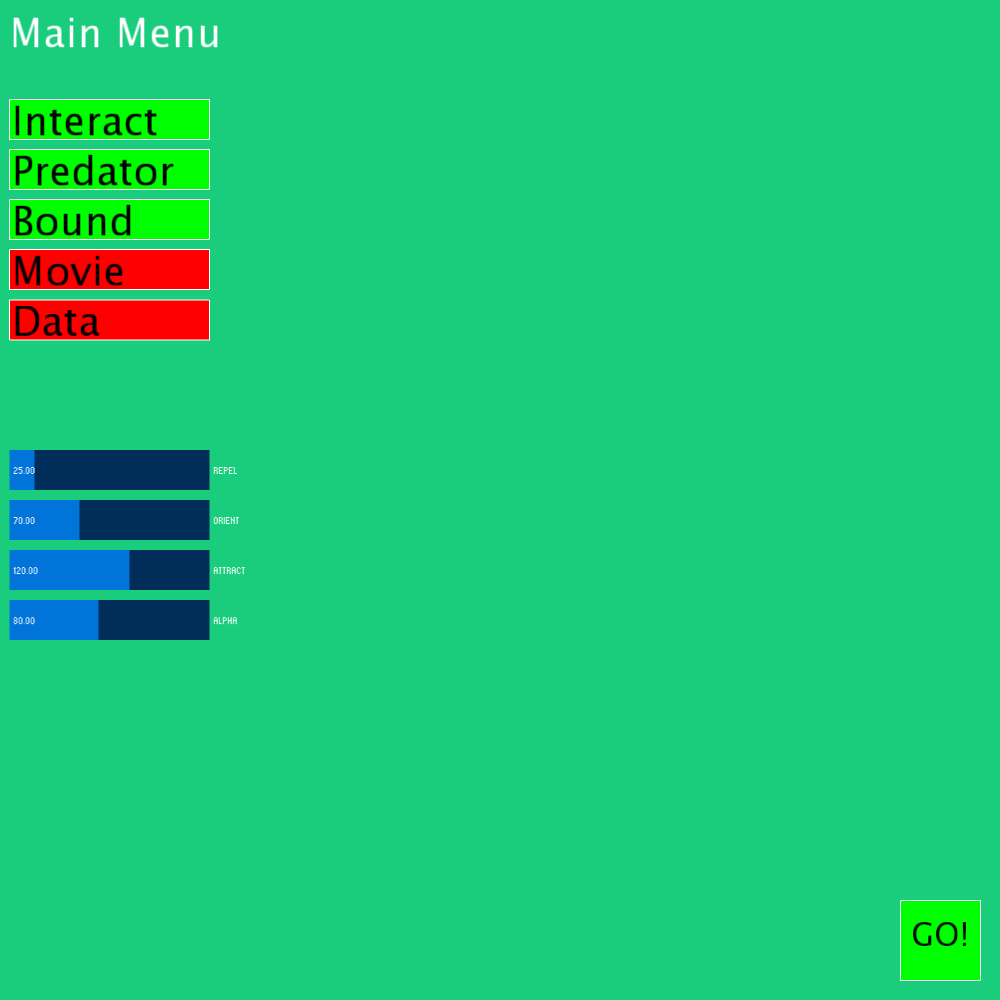 Main Menu
Interact
Predator
Bound
Movie
Data
25.00 REPEL
70.00 ORIENT
120.00 ATTRACT
80.00 ALPHA
GO!